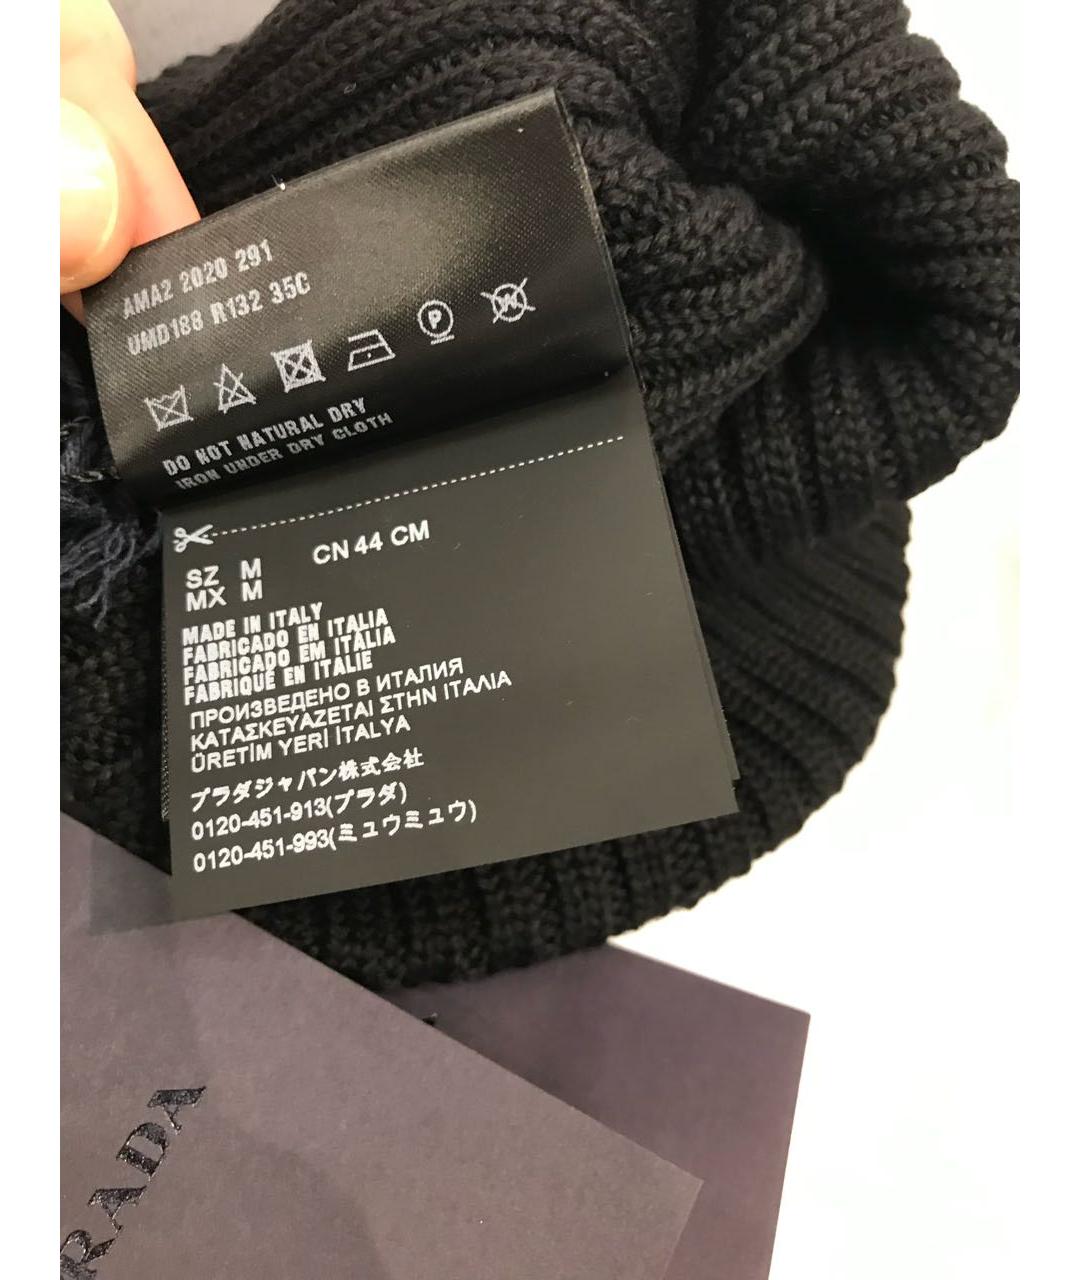 AMA2 2020 291
UMD188 R132 35C
P W
DO NOT NATURAL DRY
IRON UNDER DRY CLOTH
SZ M CN 44 CM
MX M
MADE IN ITALY
FABRICADO EN ITALIA
FABRICADO EM ITALIA
FABRIQUÉ EN ITALIE
ПРОИЗВЕДЕНО В ИТАЛИЯ
ΚΑΤΑΣΚΕΥΑΖΕΤΑΙ ΣΤΗΝ ΙΤΑΛΙΑ
ÜRETİM YERİ İTALYA
プラダジャパン株式会社
0120-451-913(プラダ)
0120-451-993(ミュウミュウ)
RADA